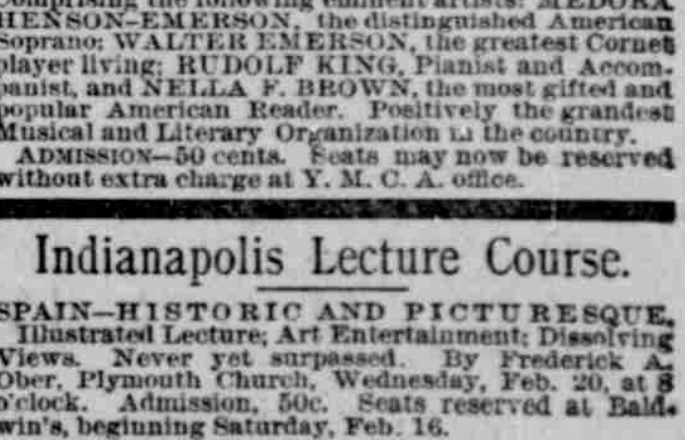 Comprising the following eminent artists: MEDORA
HENSON-EMERSON, the distinguished American
Soprano; WALTER EMERSON, the greatest Cornet
player living; RUDOLF KING, Pianist and Accom-
panist, and NELLA F. BROWN, the most gifted and
popular American Reader. Positively the grandest
Musical and Literary Organization in the country.
ADMISSION—50 cents. Seats may now be reserved
without extra charge at Y. M. C. A. office.
Indianapolis Lecture Course.
SPAIN—HISTORIC AND PICTURESQUE.
Illustrated Lecture; Art Entertainment; Dissolving
Views. Never yet surpassed. By Frederick A.
Ober, Plymouth Church, Wednesday, Feb. 20, at 8
o'clock. Admission, 50c. Seats reserved at Bald-
win's, beginning Saturday, Feb. 16.